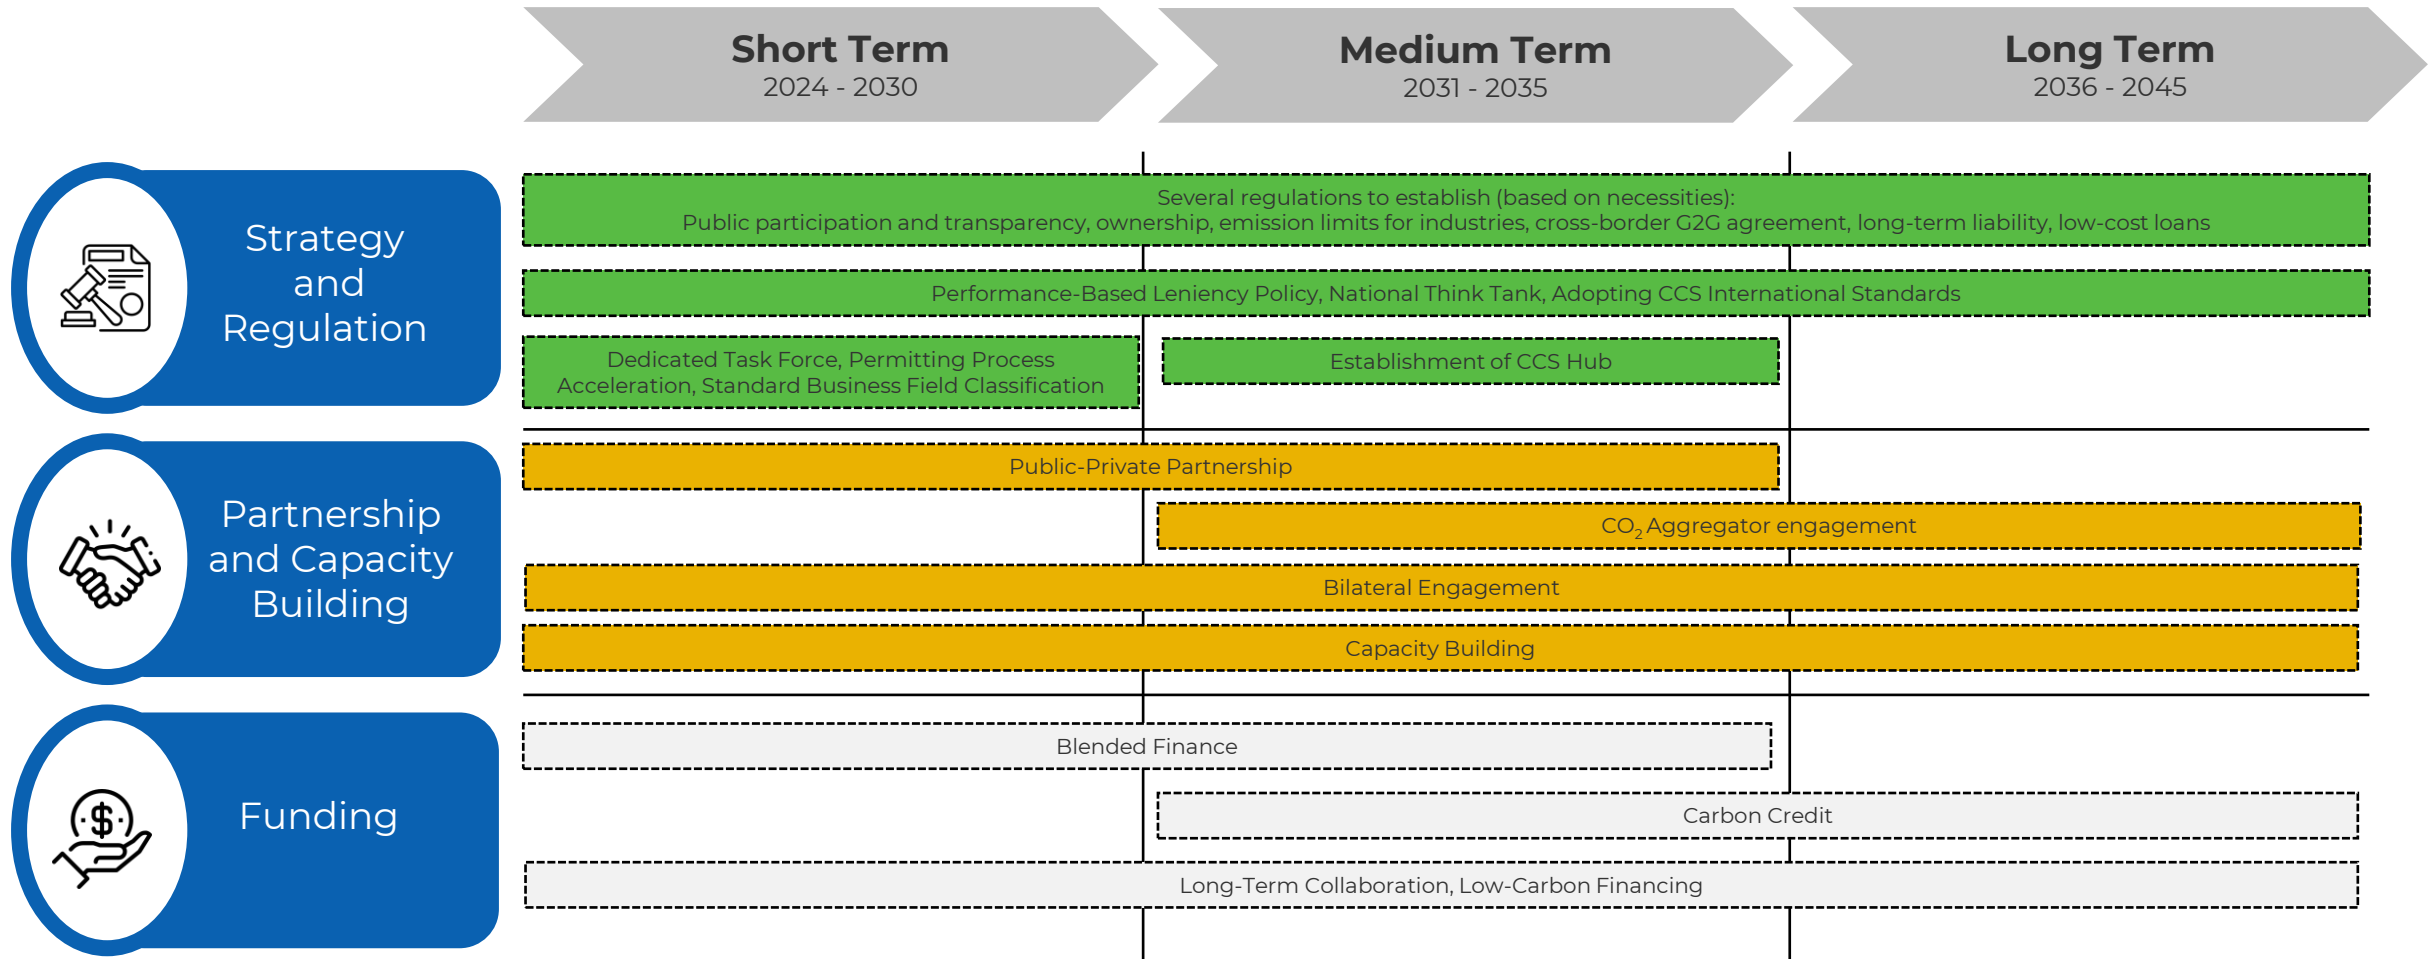 Short Term
2024 - 2030
Medium Term
2031 - 2035
Long Term
2036 - 2045
Strategy
and
Regulation
Several regulations to establish (based on necessities):
Public participation and transparency, ownership, emission limits for industries, cross-border G2G agreement, long-term liability, low-cost loans
Performance-Based Leniency Policy, National Think Tank, Adopting CCS International Standards
Dedicated Task Force, Permitting Process
Acceleration, Standard Business Field Classification
Establishment of CCS Hub
Partnership
and Capacity
Building
Public-Private Partnership
CO₂ Aggregator engagement
Bilateral Engagement
Capacity Building
Funding
$
Blended Finance
Carbon Credit
Long-Term Collaboration, Low-Carbon Financing